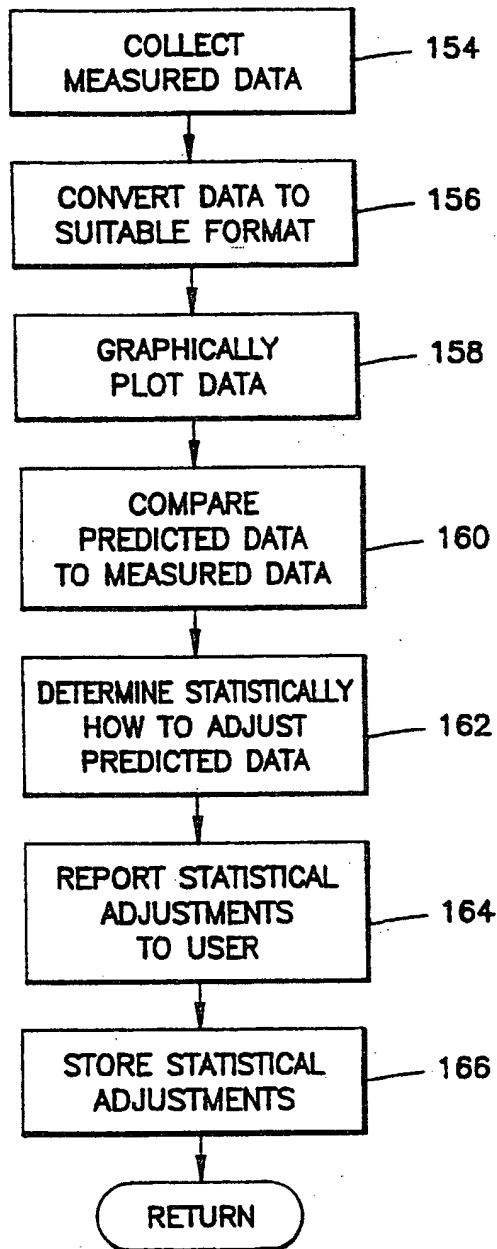 COLLECT
MEASURED DATA
154
CONVERT DATA TO
SUITABLE FORMAT
156
GRAPHICALLY
PLOT DATA
158
COMPARE
PREDICTED DATA
TO MEASURED DATA
160
DETERMINE STATISTICALLY
HOW TO ADJUST
PREDICTED DATA
162
REPORT STATISTICAL
ADJUSTMENTS
TO USER
164
STORE STATISTICAL
ADJUSTMENTS
166
RETURN